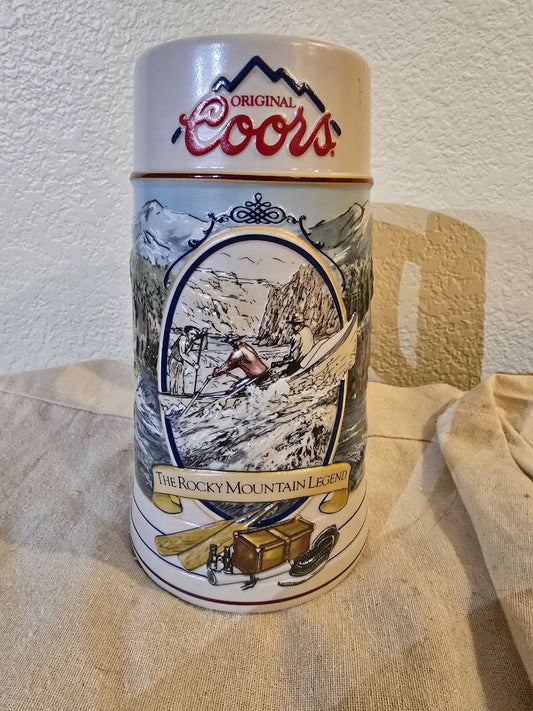 ORIGINAL
Coors®
THE ROCKY MOUNTAIN LEGEND